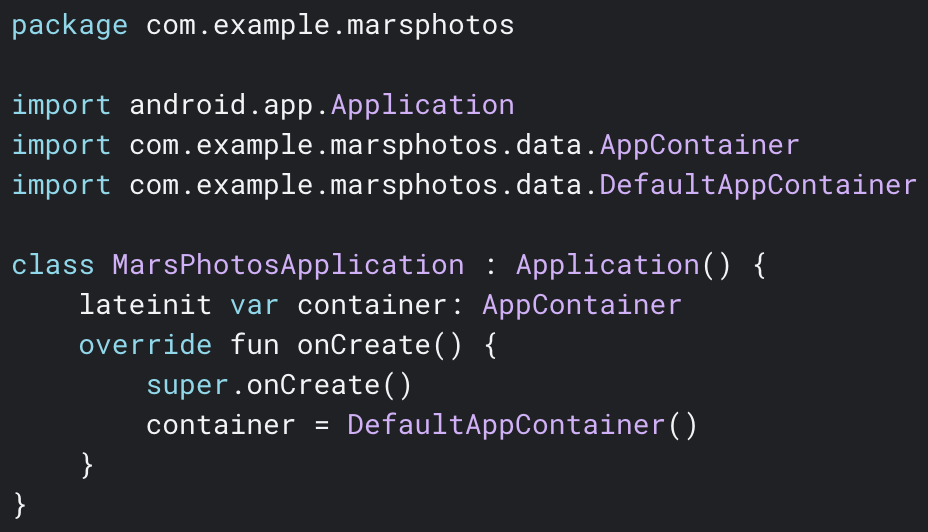 package com.example.marsphotos

import android.app.Application
import com.example.marsphotos.data.AppContainer
import com.example.marsphotos.data.DefaultAppContainer

class MarsPhotosApplication : Application() {
    lateinit var container: AppContainer
    override fun onCreate() {
        super.onCreate()
        container = DefaultAppContainer()
    }
}